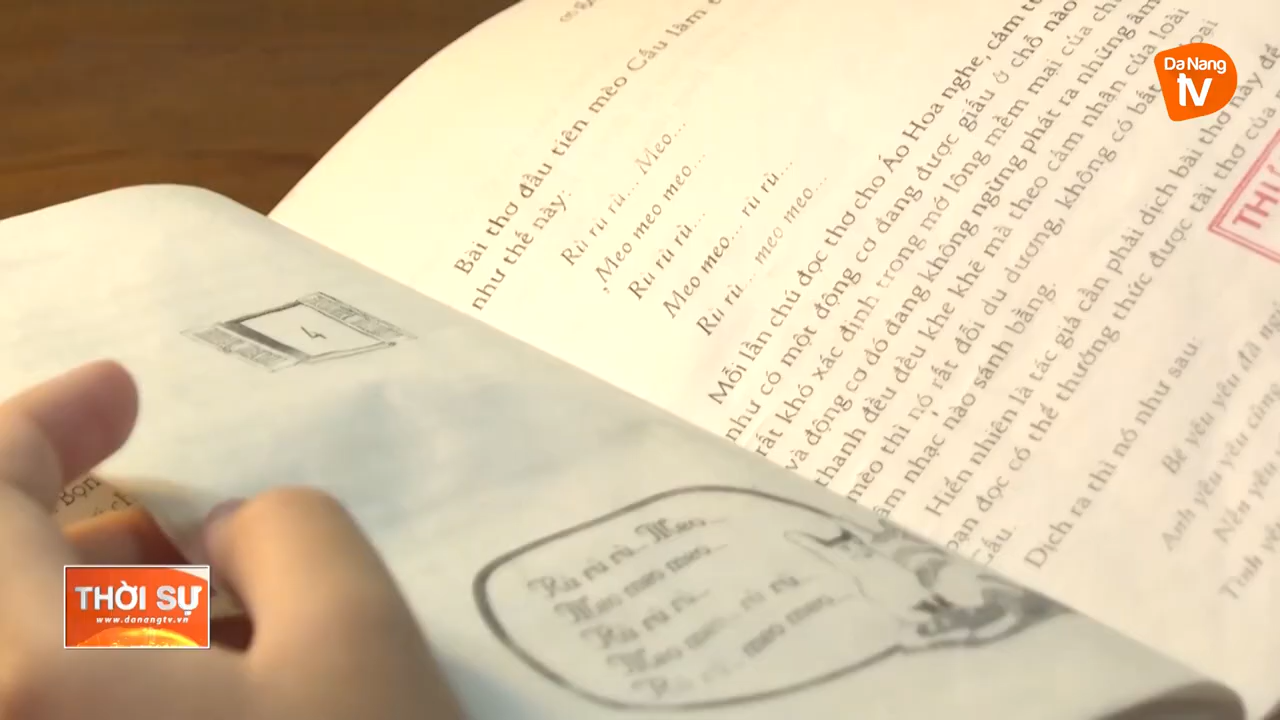 Da Nang
tv
Bài thơ đầu tiên mèo Gấu làm
như thế này:
Rù rù rù... Meo...
Meo meo meo...
Rù rù rù...
Meo meo... rù rù...
Rù rù... meo meo...
Mỗi lần chú đọc thơ cho Áo Hoa nghe, cảm
như có một động cơ đang được giấu ở chỗ nào
rất khó xác định trong mớ lông mềm mại của
và động cơ đó đang không ngừng phát ra những âm
thanh đều đều khe khẽ mà theo cảm nhận của loài
meo thì nó rất đỗi du dương, không có bất
âm nhạc nào sánh bằng.
Hiển nhiên là tác giả cần phải dịch bài thơ này để
bạn đọc có thể thưởng thức được tài thơ của
Gấu.
Dịch ra thì nó như sau:
Bé yêu yêu đã
Anh yêu yêu cũng
Nên yêu
Tình
4
Rù rù rù... Meo...
Meo meo meo...
Rù rù rù...
Meo meo... rù rù...
Rù rù... meo meo...
THỜI SỰ
www.danangtv.vn